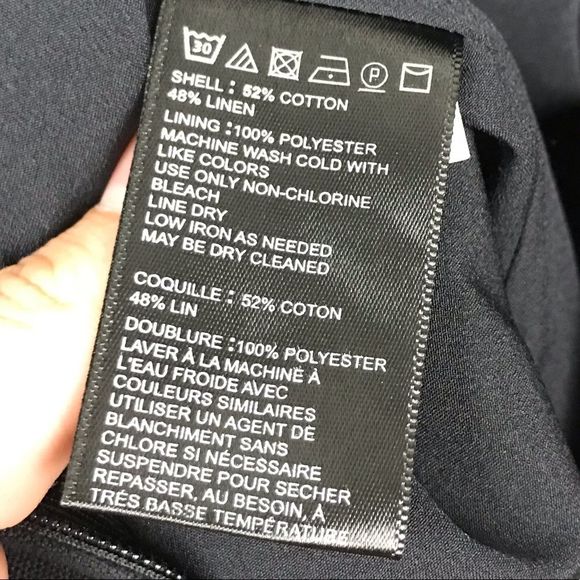 30 P
SHELL : 52% COTTON
48% LINEN
LINING : 100% POLYESTER
MACHINE WASH COLD WITH
LIKE COLORS
USE ONLY NON-CHLORINE
BLEACH
LINE DRY
LOW IRON AS NEEDED
MAY BE DRY CLEANED
COQUILLE : 52% COTON
48% LIN
DOUBLURE : 100% POLYESTER
LAVER À LA MACHINE À
L'EAU FROIDE AVEC
COULEURS SIMILAIRES
UTILISER UN AGENT DE
BLANCHIMENT SANS
CHLORE SI NÉCESSAIRE
SUSPENDRE POUR SÉCHER
REPASSER, AU BESOIN, À
TRÉS BASSE TEMPÉRATURE